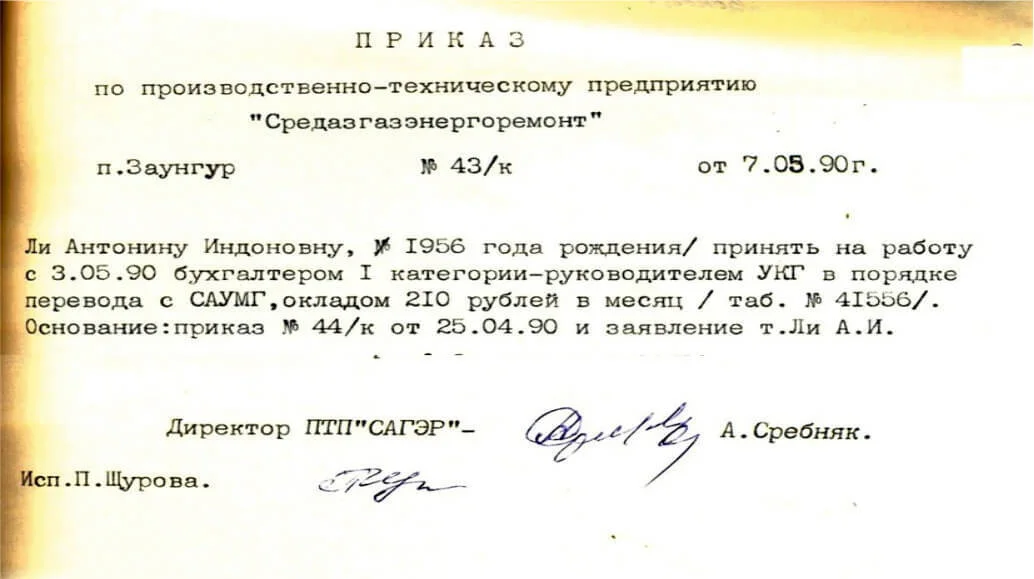 П Р И К А З
по производственно-техническому предприятию
"Средазгазэнергоремонт"
п.Заунгур № 43/к от 7.05.90г.
Ли Антонину Индоновну, 1956 года рождения/ принять на работу
с 3.05.90 бухгалтером I категории-руководителем УКГ в порядке
перевода с САУМГ,окладом 210 рублей в месяц / таб. № 41556/.
Основание:приказ № 44/к от 25.04.90 и заявление т.Ли А.И.
Директор ПТП"САГЭР"- А.Сребняк.
Исп.П.Щурова.